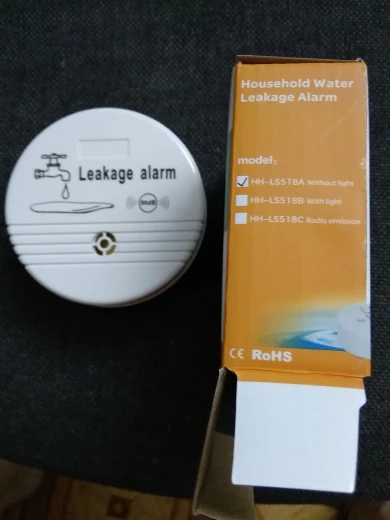 Leakage alarm
90dB
Household Water
Leakage Alarm
model:
HH-LS518A Without light
HH-LS518B With light
HH-LS518C Radio emission
CE RoHS